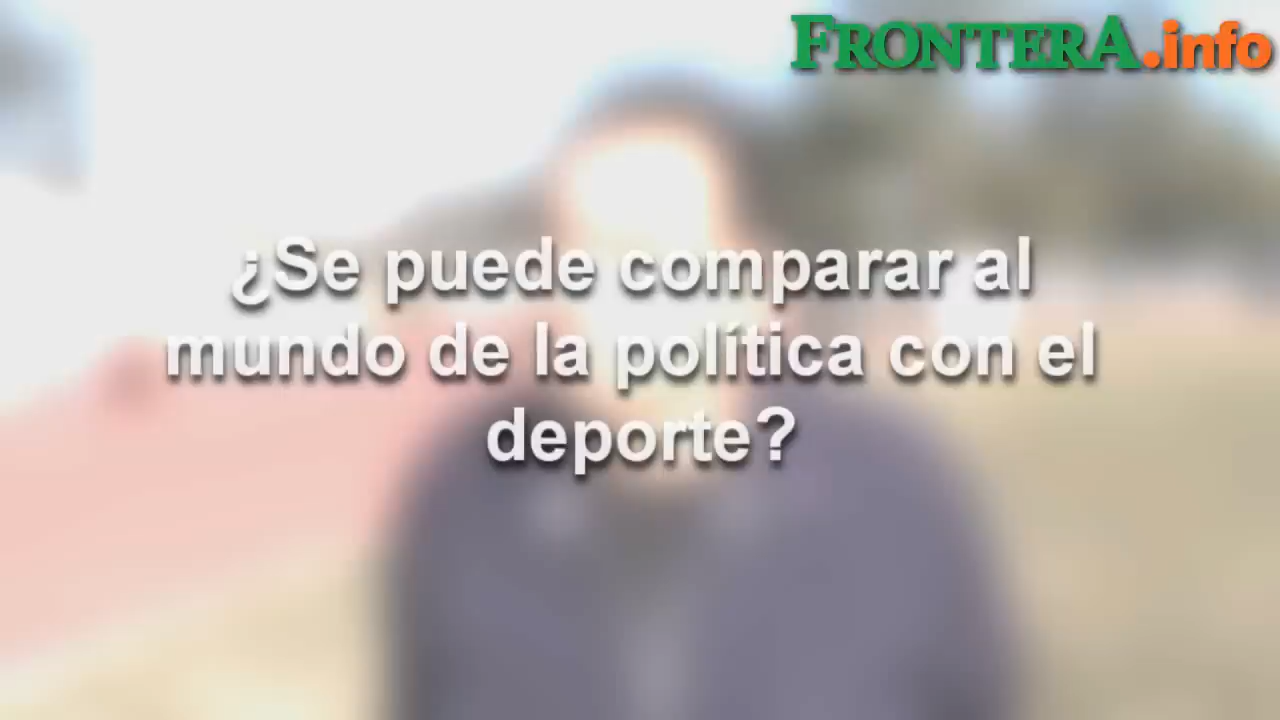 FRONTERA.info
¿Se puede comparar al
mundo de la política con el
deporte?